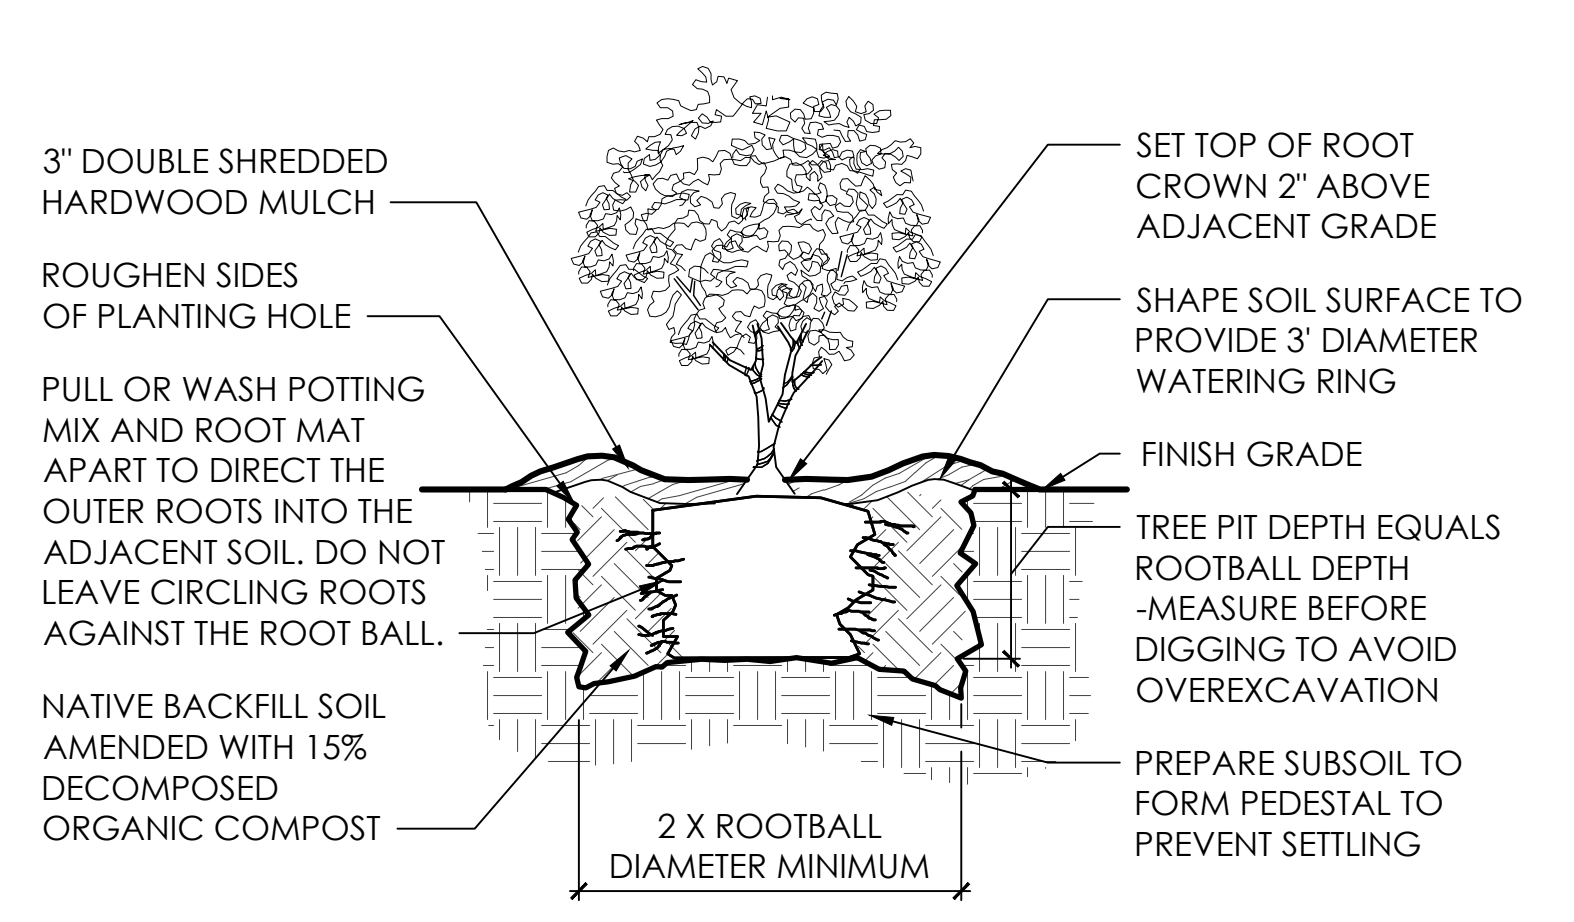 3" DOUBLE SHREDDED
HARDWOOD MULCH
ROUGHEN SIDES
OF PLANTING HOLE
PULL OR WASH POTTING
MIX AND ROOT MAT
APART TO DIRECT THE
OUTER ROOTS INTO THE
ADJACENT SOIL. DO NOT
LEAVE CIRCLING ROOTS
AGAINST THE ROOT BALL.
NATIVE BACKFILL SOIL
AMENDED WITH 15%
DECOMPOSED
ORGANIC COMPOST
2 X ROOTBALL
DIAMETER MINIMUM
SET TOP OF ROOT
CROWN 2" ABOVE
ADJACENT GRADE
SHAPE SOIL SURFACE TO
PROVIDE 3' DIAMETER
WATERING RING
FINISH GRADE
TREE PIT DEPTH EQUALS
ROOTBALL DEPTH
-MEASURE BEFORE
DIGGING TO AVOID
OVEREXCAVATION
PREPARE SUBSOIL TO
FORM PEDESTAL TO
PREVENT SETTLING